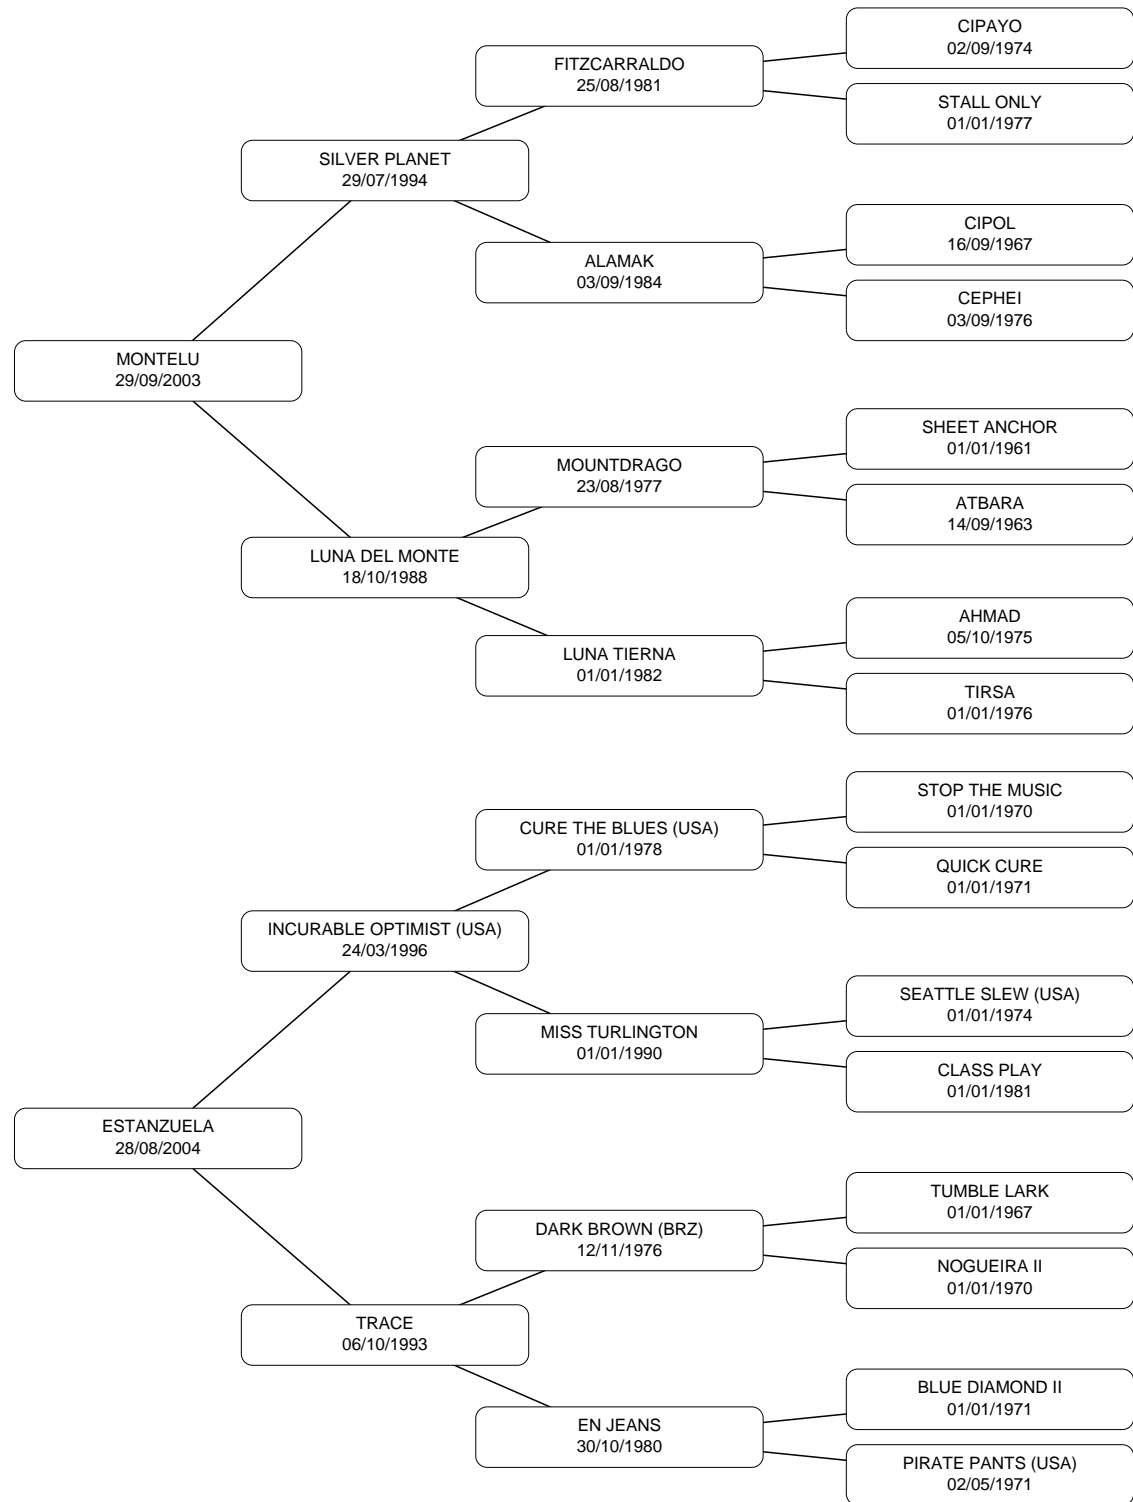 CIPAYO
02/09/1974
FITZCARRALDO
25/08/1981
STALL ONLY
01/01/1977
SILVER PLANET
29/07/1994
CIPOL
16/09/1967
ALAMAK
03/09/1984
CEPHEI
03/09/1976
MONTELU
29/09/2003
SHEET ANCHOR
01/01/1961
MOUNTDRAGO
23/08/1977
ATBARA
14/09/1963
LUNA DEL MONTE
18/10/1988
AHMAD
05/10/1975
LUNA TIERNA
01/01/1982
TIRSA
01/01/1976
STOP THE MUSIC
01/01/1970
CURE THE BLUES (USA)
01/01/1978
QUICK CURE
01/01/1971
INCURABLE OPTIMIST (USA)
24/03/1996
SEATTLE SLEW (USA)
01/01/1974
MISS TURLINGTON
01/01/1990
CLASS PLAY
01/01/1981
ESTANZUELA
28/08/2004
TUMBLE LARK
01/01/1967
DARK BROWN (BRZ)
12/11/1976
NOGUEIRA II
01/01/1970
TRACE
06/10/1993
BLUE DIAMOND II
01/01/1971
EN JEANS
30/10/1980
PIRATE PANTS (USA)
02/05/1971